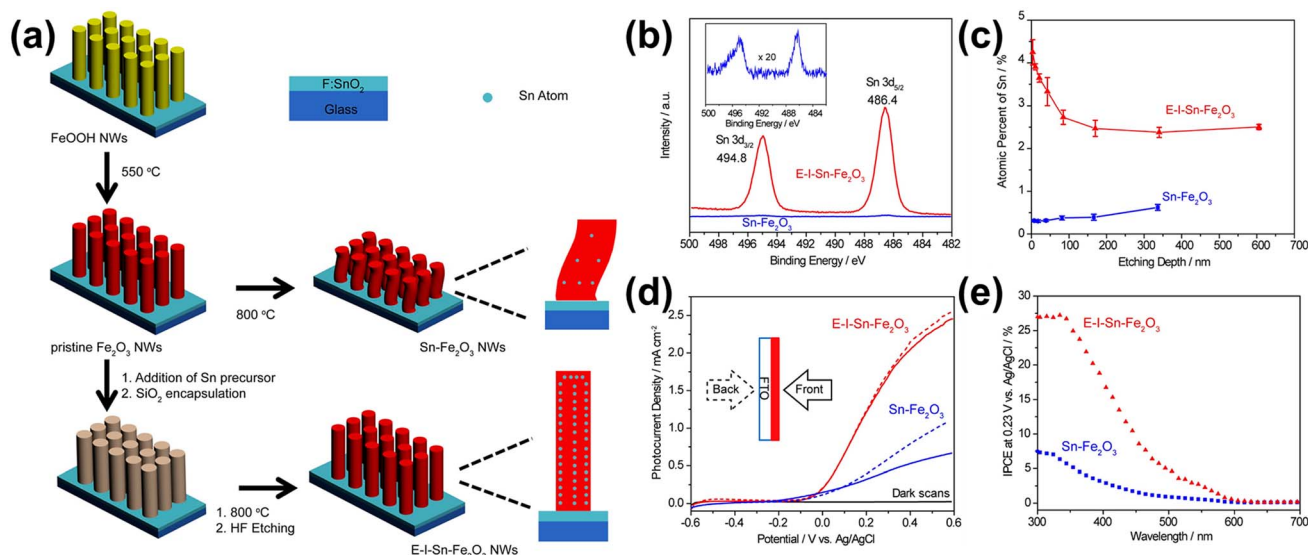 (a)
FeOOH NWs
F:SnO₂
Glass
Sn Atom
550 °C
pristine Fe₂O₃ NWs
800 °C
Sn-Fe₂O₃ NWs
1. Addition of Sn precursor
2. SiO₂ encapsulation
1. 800 °C
2. HF Etching
E-I-Sn-Fe₂O₃ NWs
(b)
Intensity / a.u.
x 20
500 496 492 488 484
Binding Energy / eV
Sn 3d₃/₂
494.8
Sn 3d₅/₂
486.4
E-I-Sn-Fe₂O₃
Sn-Fe₂O₃
500 498 496 494 492 490 488 486 484 482
Binding Energy / eV
(c)
Atomic Percent of Sn / %
5
4
3
2
1
0
E-I-Sn-Fe₂O₃
Sn-Fe₂O₃
0 100 200 300 400 500 600 700
Etching Depth / nm
(d)
Photocurrent Density / mA cm⁻²
2.5
2.0
1.5
1.0
0.5
0.0
E-I-Sn-Fe₂O₃
Back
FTO
Front
Sn-Fe₂O₃
Dark scans
-0.6 -0.4 -0.2 0.0 0.2 0.4 0.6
Potential / V vs. Ag/AgCl
(e)
IPCE at 0.23 V vs. Ag/AgCl / %
30
25
20
15
10
5
0
E-I-Sn-Fe₂O₃
Sn-Fe₂O₃
300 400 500 600 700
Wavelength / nm